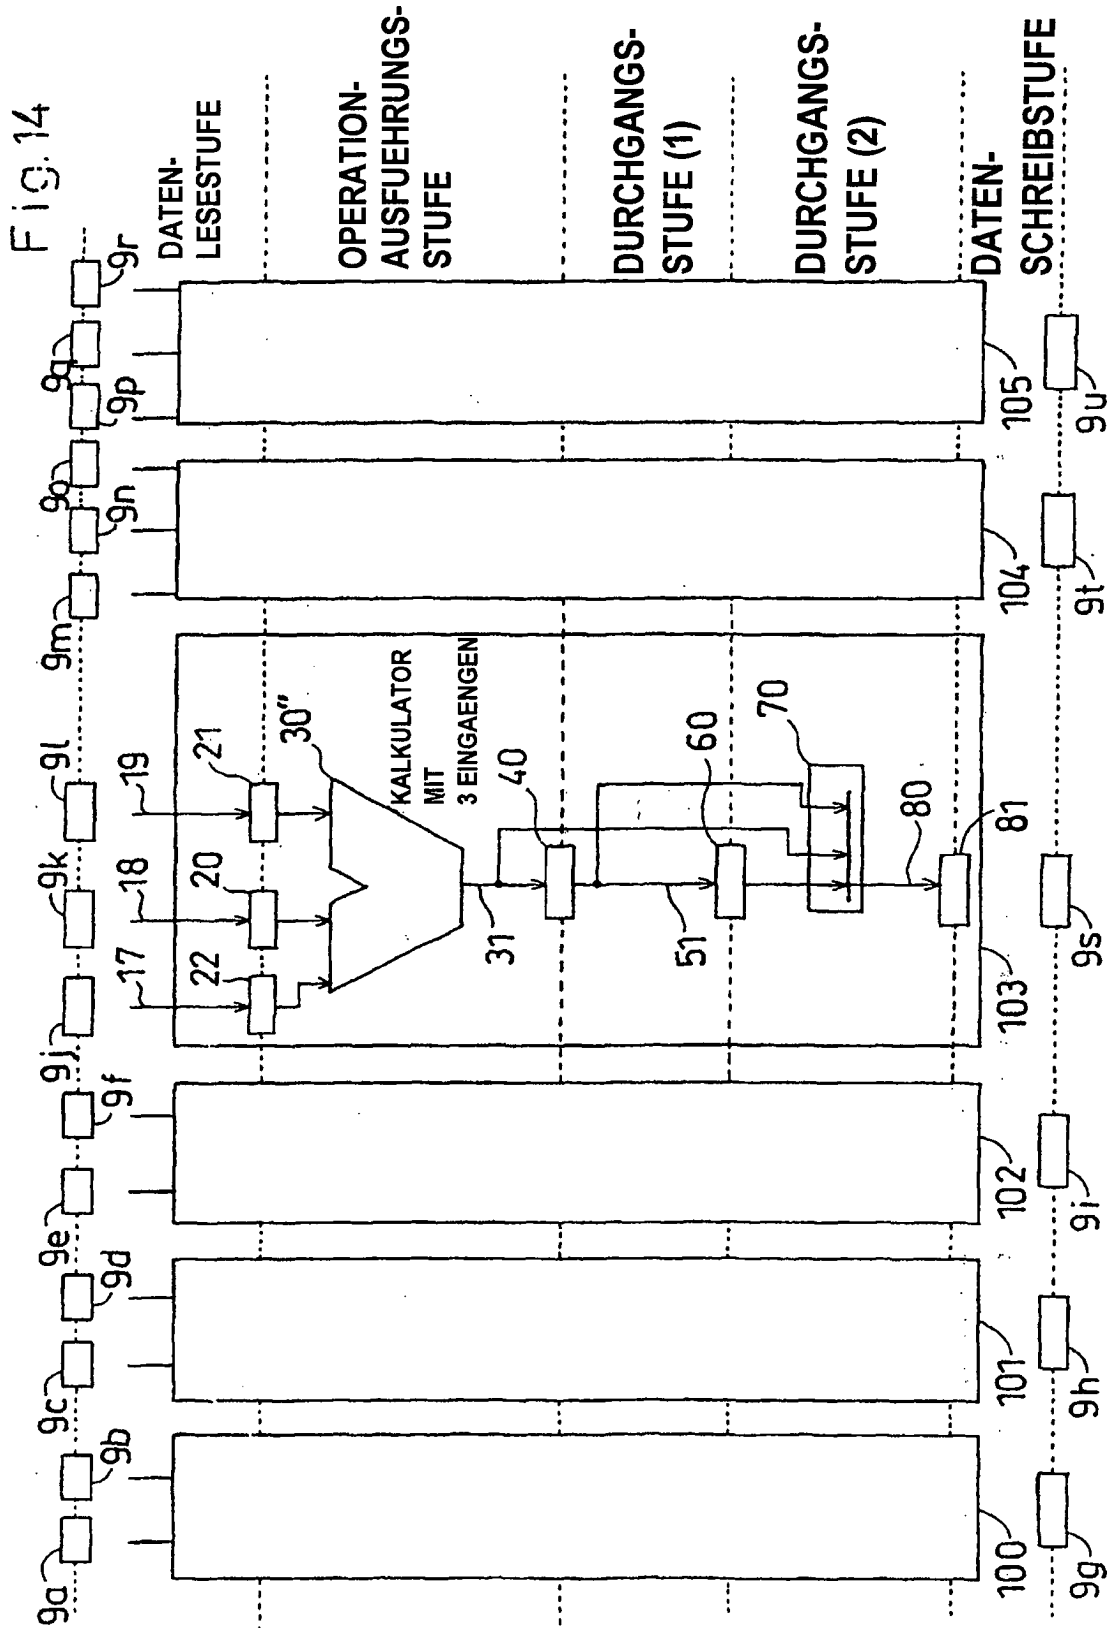 Fig. 14
9a
9b
9c
9d
9e
9f
9j
9k
9l
9m
9n
9o
9p
9q
9r
17
18
19
DATEN-
LESESTUFE
22
20
21
30"
OPERATION-
AUSFUEHRUNGS-
STUFE
KALKULATOR
MIT
3 EINGAENGEN
31
40
DURCHGANGS-
STUFE (1)
51
60
DURCHGANGS-
STUFE (2)
70
80
81
DATEN-
SCHREIBSTUFE
100
101
102
103
104
105
9g
9h
9i
9s
9t
9u